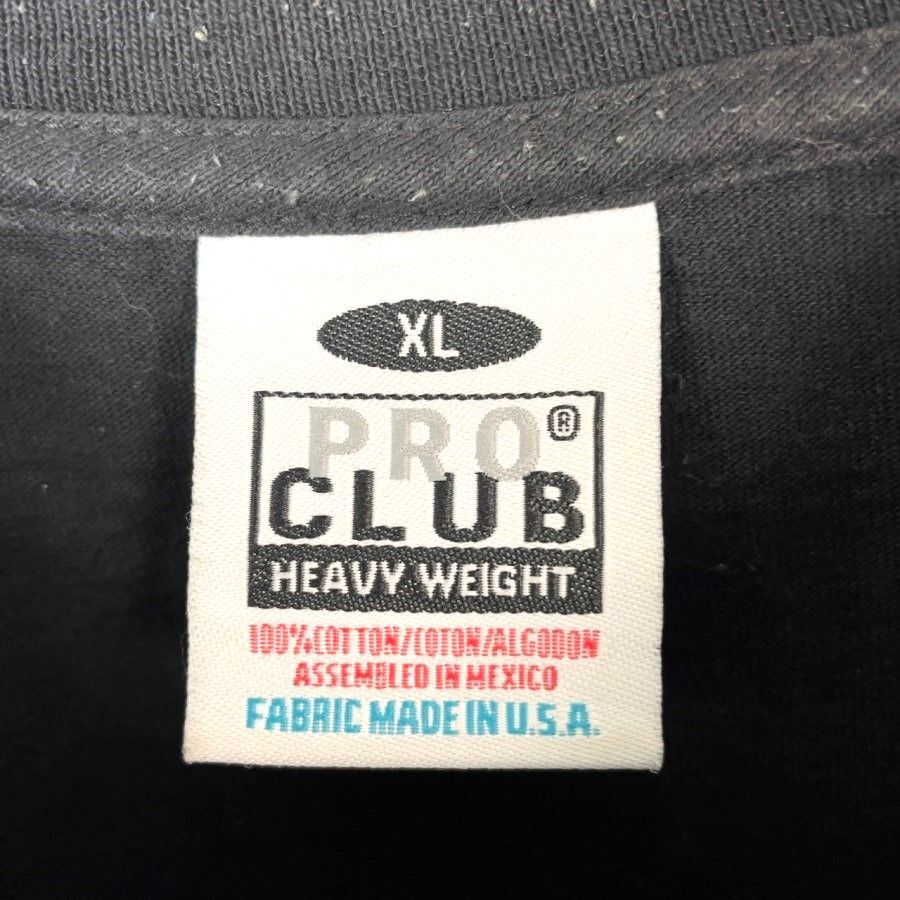 XL
PRO®
CLUB
HEAVY WEIGHT
100%COTTON/COTON/ALGODON
ASSEMBLED IN MEXICO
FABRIC MADE IN U.S.A.